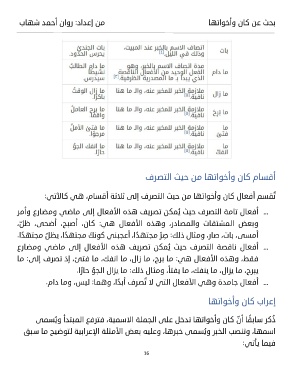 بحث عن كان وأخواتها
من إعداد: روان أحمد شهاب
بات
اتصاف الاسم بالخبر عند المبيت، وذلك في الليل.
بات الجنديّ يحرس الحدود.
ما دام
مدة اتصاف الاسم بالخبر، وهو الفعل الوحيد من الأفعال الناقصة الذي يبدأ بـ ما المصدرية الظرفية.
ما دام الطالبُ نشيطًا سيدرس
ما زال
ملازمة الخبر للمخبر عنه، والـ ما هنا نافية.
ما زال الوقتُ باكرًا.
ما برحَ
ملازمة الخبر للمخبر عنه، والـ ما هنا نافية.
ما برح العاملُ واقفًا
ما فتئَ
ملازمة الخبر للمخبر عنه، والـ ما هنا نافية.
ما فتئ الأملُ مرجوًا
ما انفكّ
ملازمة الخبر للمخبر عنه، والـ ما هنا نافية.
ما انفك الجوُّ حارًا.
أقسام كان وأخواتها من حيث التصرف
تُقسم أفعال كان وأخواتها من حيث التصرف إلى ثلاثة أقسام، هي كالآتي:
أفعال تامة التصرف حيث يُمكن تصريف هذه الأفعال إلى ماضي ومضارع وأمر
وبعض المشتقات والمصادر، وهذه الأفعال هي: كان، أصبح، أضحى، ظلّ،
أمسى بات، صار، ومثال ذلك: صِرْ مجتهدًا، أعجبني كونك مجتهدًا، يظلّ مجتهدًا.
أفعال ناقصة التصرف حيث يُمكن تصريف هذه الأفعال إلى ماضي ومضارع
فقط، وهذه الأفعال هي: ما برح، ما زال، ما انفك، ما فتئ، إذ تصرف إلى: ما
يبرح، ما يزال، ما ينفك، ما يفتأ، ومثال ذلك: ما يزال الجوُّ حارًا.
أفعال جامدة وهي الأفعال التي لا تُصرف أبدًا، وهما: ليس، وما دام.
إعراب كان وأخواتها
ذُكر سابقًا أنّ كان وأخواتها تدخل على الجملة الاسمية، فترفع المبتدأ ويُسمى
اسمها، وتنصب الخبر ويُسمى خبرها، وعليه بعض الأمثلة الإعرابية لتوضيح ما سبق
فيما يأتي:
16